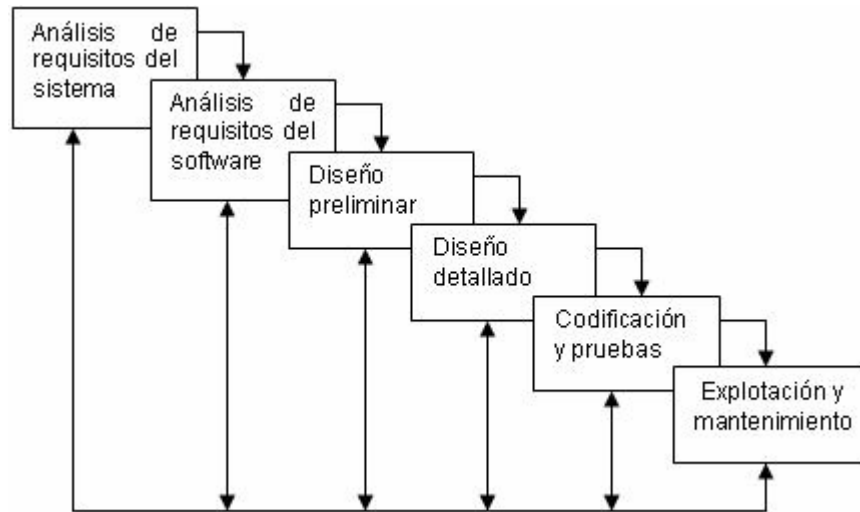 Análisis de
requisitos del
sistema
Análisis de
requisitos del
software
Diseño
preliminar
Diseño
detallado
Codificación
y pruebas
Explotación y
mantenimiento